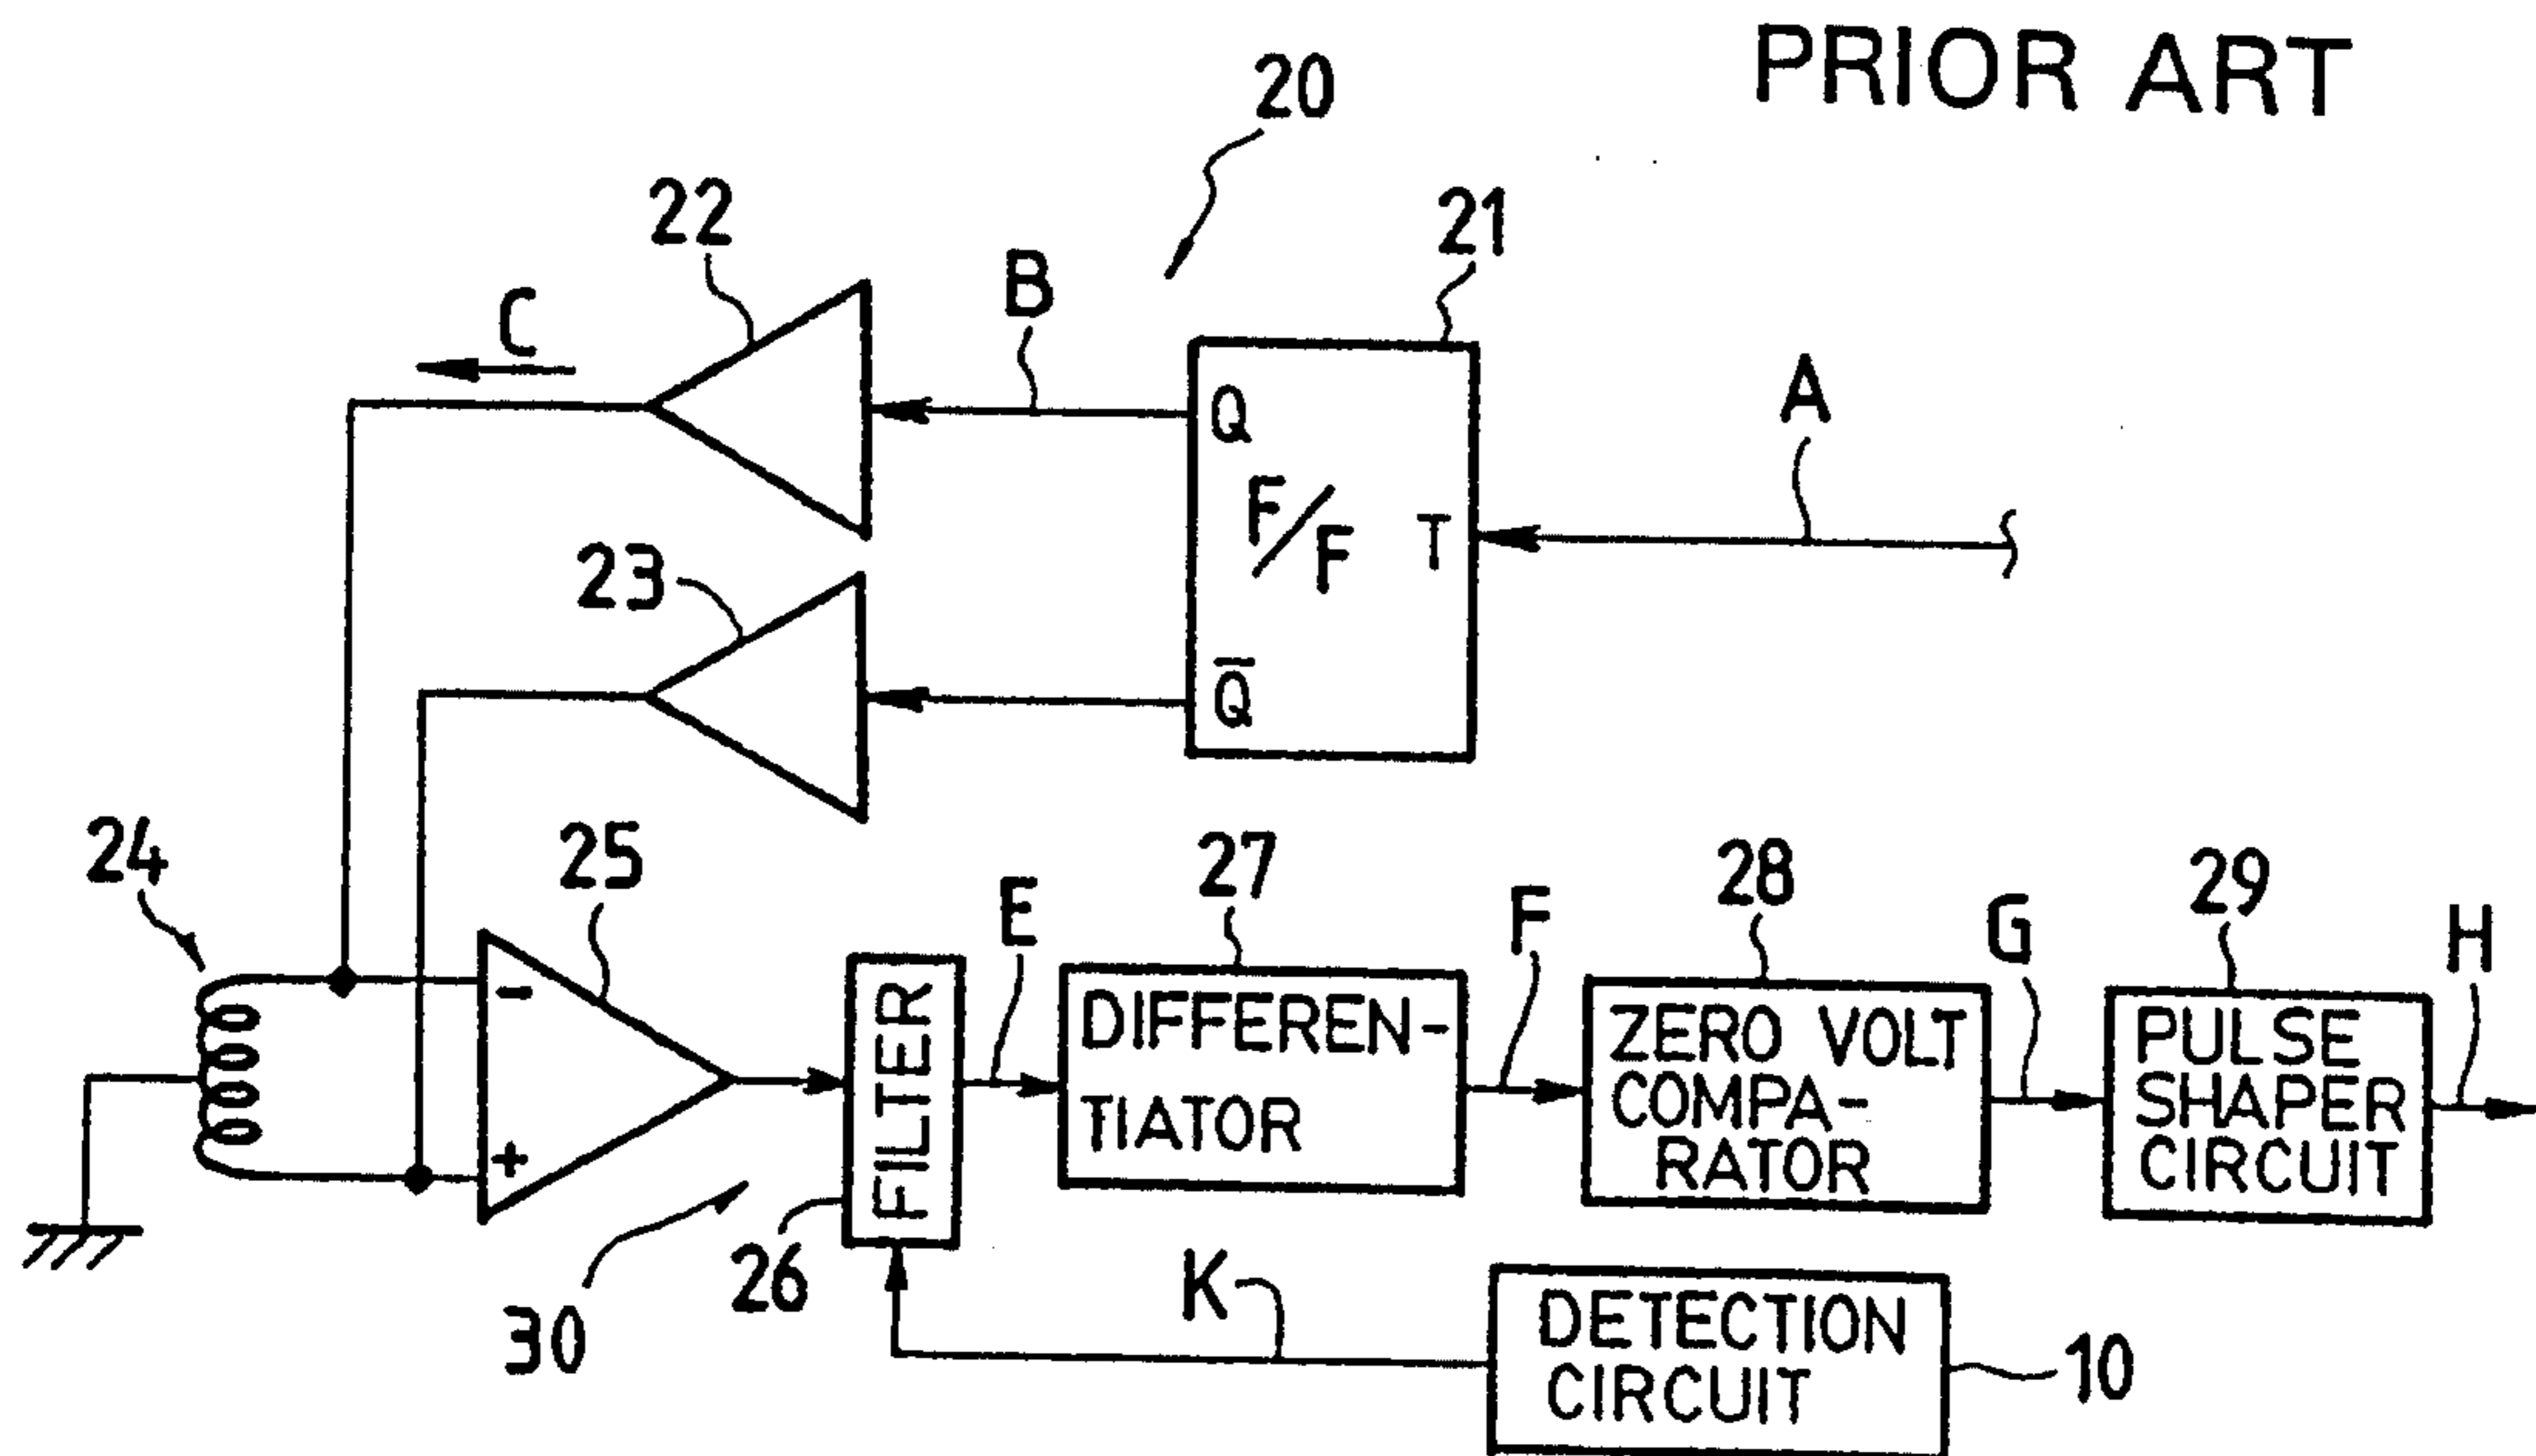 PRIOR ART
20
22
21
C
B
A
Q
F/F
T
23
Q̅
24
25
27
28
29
E
F
G
H
-
+
FILTER
DIFFEREN-
TIATOR
ZERO VOLT
COMPA-
RATOR
PULSE
SHAPER
CIRCUIT
30
26
K
DETECTION
CIRCUIT
10